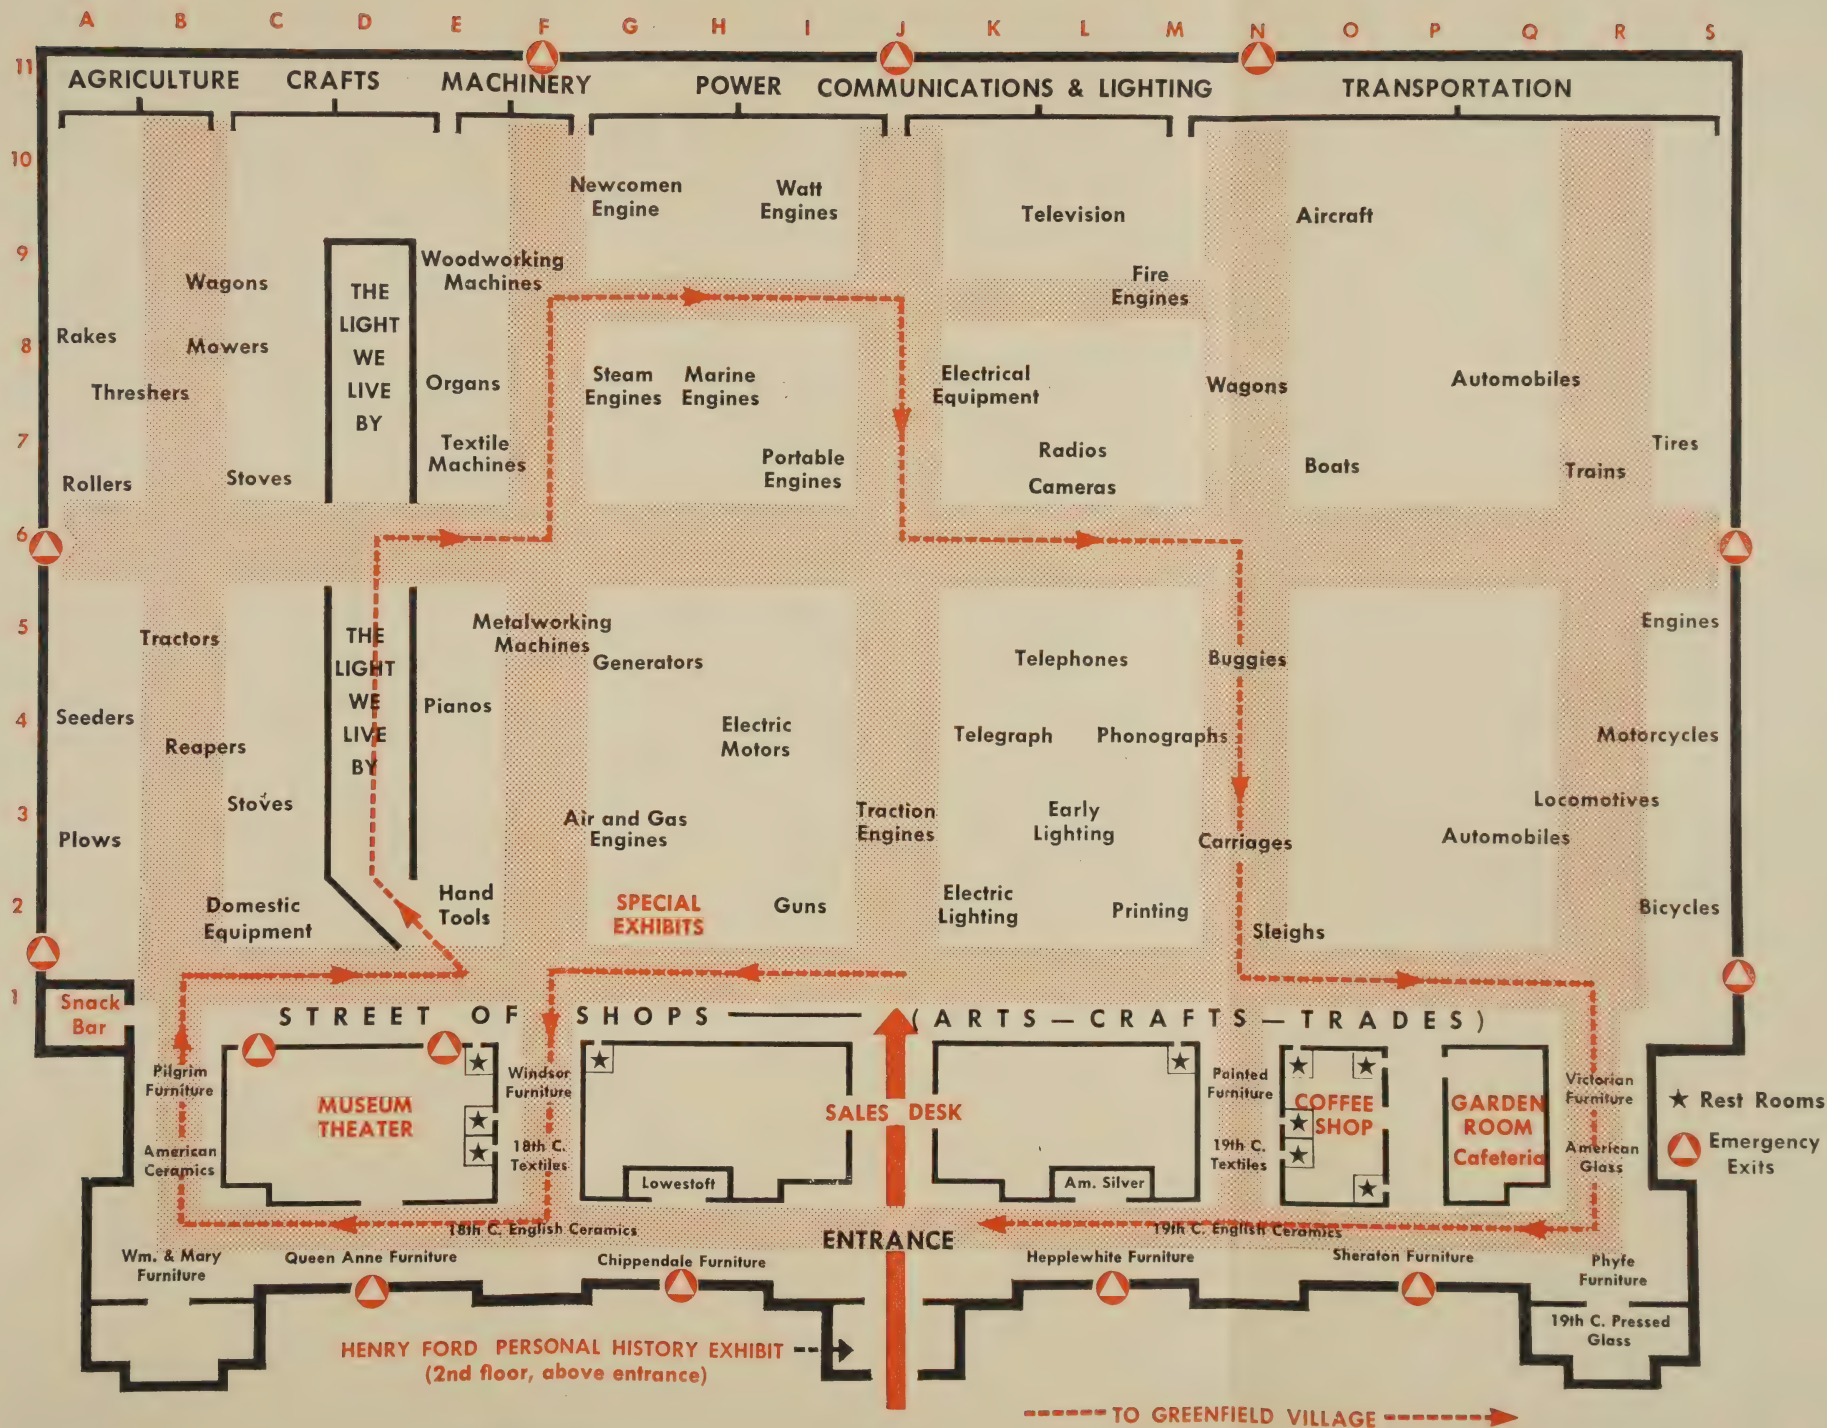 A B C D E F G H I J K L M N O P Q R S
11
AGRICULTURE CRAFTS MACHINERY POWER COMMUNICATIONS & LIGHTING TRANSPORTATION
10
Newcomen
Engine
Watt
Engines
Television
Aircraft
9
Woodworking
Machines
Wagons
THE
LIGHT
WE
LIVE
BY
Fire
Engines
8
Rakes
Mowers
Threshers
Organs
Steam
Engines
Marine
Engines
Electrical
Equipment
Wagons
Automobiles
7
Textile
Machines
Rollers
Stoves
Portable
Engines
Radios
Cameras
Boats
Trains
Tires
6
5
Tractors
THE
LIGHT
WE
LIVE
BY
Metalworking
Machines
Generators
Telephones
Buggies
Engines
4
Seeders
Reapers
Pianos
Electric
Motors
Telegraph
Phonographs
Motorcycles
3
Stoves
Plows
Air and Gas
Engines
Traction
Engines
Early
Lighting
Carriages
Locomotives
Automobiles
2
Domestic
Equipment
Hand
Tools
SPECIAL
EXHIBITS
Guns
Electric
Lighting
Printing
Sleighs
Bicycles
1
Snack
Bar
STREET OF SHOPS (ARTS — CRAFTS — TRADES)
Pilgrim
Furniture
American
Ceramics
MUSEUM
THEATER
Windsor
Furniture
18th C.
Textiles
Lowestoft
SALES DESK
Am. Silver
Painted
Furniture
19th C.
Textiles
COFFEE
SHOP
GARDEN
ROOM
Cafeteria
Victorian
Furniture
American
Glass
★ Rest Rooms
Emergency
Exits
18th C. English Ceramics
ENTRANCE
19th C. English Ceramics
Wm. & Mary
Furniture
Queen Anne Furniture
Chippendale Furniture
Hepplewhite Furniture
Sheraton Furniture
Phyfe
Furniture
19th C. Pressed
Glass
HENRY FORD PERSONAL HISTORY EXHIBIT
(2nd floor, above entrance)
TO GREENFIELD VILLAGE